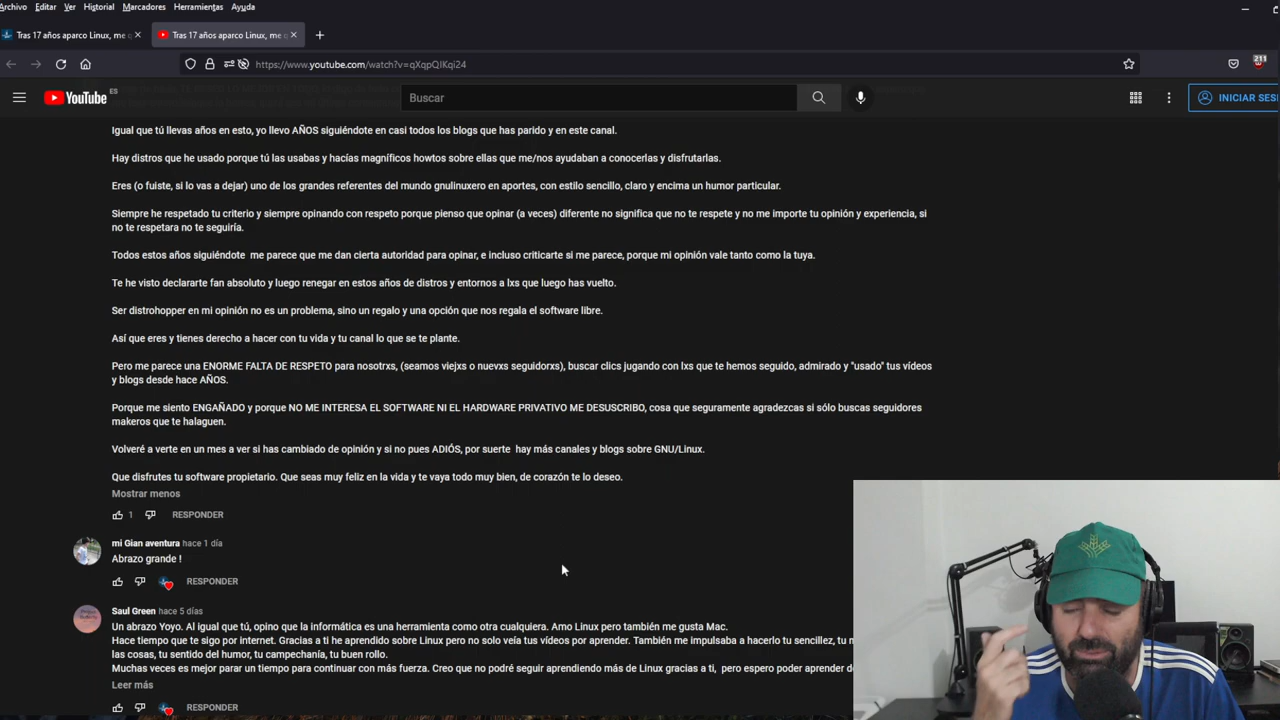 Archivo Editar Ver Historial Marcadores Herramientas Ayuda
Tras 17 años aparco Linux, me q
Tras 17 años aparco Linux, me q
https://www.youtube.com/watch?v=qXqpQIKqi24
211
YouTube ES
Buscar
INICIAR SES
Igual que tú llevas años en esto, yo llevo AÑOS siguiéndote en casi todos los blogs que has parido y en este canal.
Hay distros que he usado porque tú las usabas y hacías magníficos howtos sobre ellas que me/nos ayudaban a conocerlas y disfrutarlas.
Eres (o fuiste, si lo vas a dejar) uno de los grandes referentes del mundo gnulinuxero en aportes, con estilo sencillo, claro y encima un humor particular.
Siempre he respetado tu criterio y siempre opinando con respeto porque pienso que opinar (a veces) diferente no significa que no te respete y no me importe tu opinión y experiencia, si
no te respetara no te seguiría.
Todos estos años siguiéndote me parece que me dan cierta autoridad para opinar, e incluso criticarte si me parece, porque mi opinión vale tanto como la tuya.
Te he visto declararte fan absoluto y luego renegar en estos años de distros y entornos a lxs que luego has vuelto.
Ser distrohopper en mi opinión no es un problema, sino un regalo y una opción que nos regala el software libre.
Así que eres y tienes derecho a hacer con tu vida y tu canal lo que se te plante.
Pero me parece una ENORME FALTA DE RESPETO para nosotrxs, (seamos viejxs o nuevxs seguidorxs), buscar clics jugando con lxs que te hemos seguido, admirado y "usado" tus vídeos
y blogs desde hace AÑOS.
Porque me siento ENGAÑADO y porque NO ME INTERESA EL SOFTWARE NI EL HARDWARE PRIVATIVO ME DESUSCRIBO, cosa que seguramente agradezcas si sólo buscas seguidores
makeros que te halaguen.
Volveré a verte en un mes a ver si has cambiado de opinión y si no pues ADIÓS, por suerte hay más canales y blogs sobre GNU/Linux.
Que disfrutes tu software propietario. Que seas muy feliz en la vida y te vaya todo muy bien, de corazón te lo deseo.
Mostrar menos
1 RESPONDER
mi Gian aventura hace 1 día
Abrazo grande !
RESPONDER
Saul Green hace 5 días
Un abrazo Yoyo. Al igual que tú, opino que la informática es una herramienta como otra cualquiera. Amo Linux pero también me gusta Mac.
Hace tiempo que te sigo por internet. Gracias a ti he aprendido sobre Linux pero no solo veía tus vídeos por aprender. También me impulsaba a hacerlo tu sencillez, tu m
las cosas, tu sentido del humor, tu campechanía, tu buen rollo.
Muchas veces es mejor parar un tiempo para continuar con más fuerza. Creo que no podré seguir aprendiendo más de Linux gracias a ti, pero espero poder aprender de
Leer más
RESPONDER